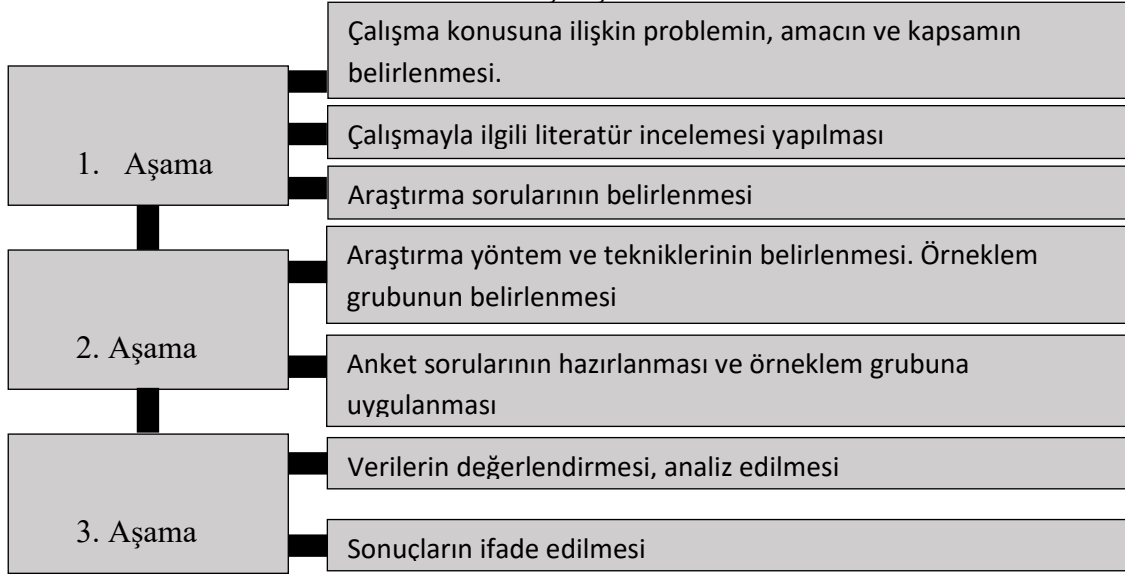 Çalışma konusuna ilişkin problemin, amacın ve kapsamın
belirlenmesi.
Çalışmayla ilgili literatür incelemesi yapılması
1. Aşama
Araştırma sorularının belirlenmesi
Araştırma yöntem ve tekniklerinin belirlenmesi. Örneklem
grubunun belirlenmesi
2. Aşama
Anket sorularının hazırlanması ve örneklem grubuna
uygulanması
Verilerin değerlendirmesi, analiz edilmesi
3. Aşama
Sonuçların ifade edilmesi